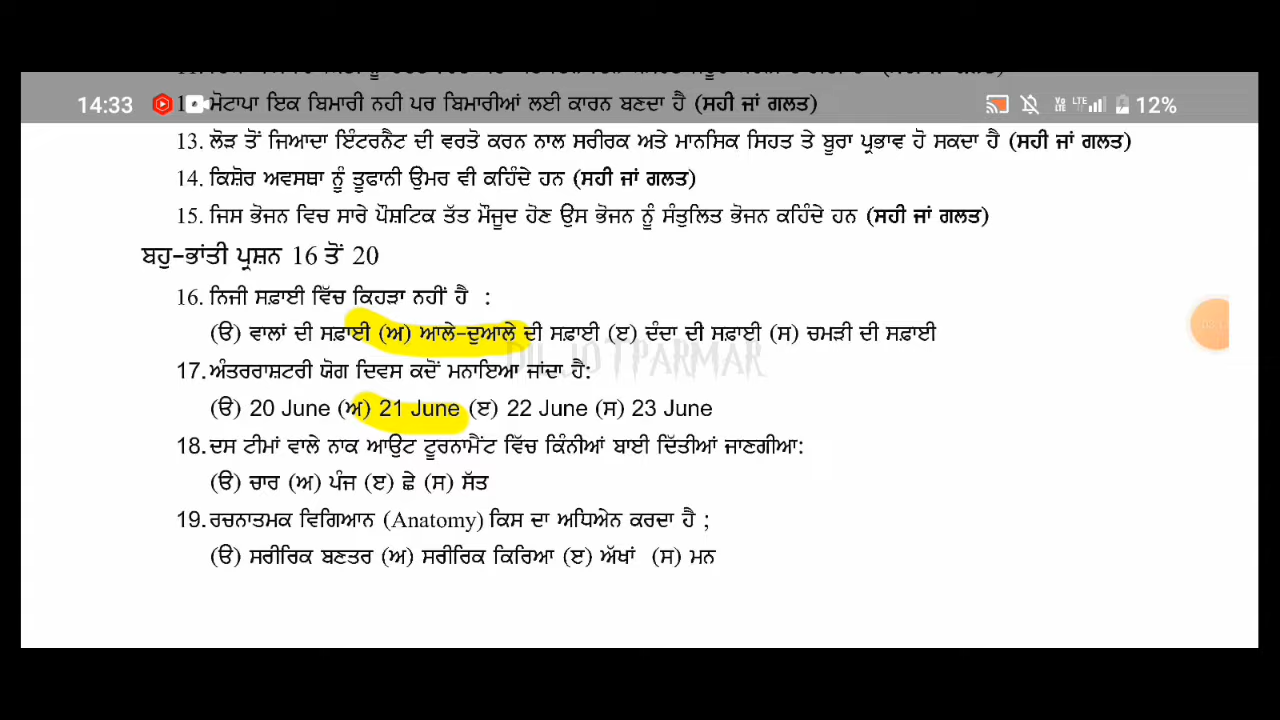 14:33
12%
ਮੋਟਾਪਾ ਇਕ ਬਿਮਾਰੀ ਨਹੀ ਪਰ ਬਿਮਾਰੀਆਂ ਲਈ ਕਾਰਨ ਬਣਦਾ ਹੈ (ਸਹੀ ਜਾਂ ਗਲਤ)
13. ਲੋੜ ਤੋਂ ਜਿਆਦਾ ਇੰਟਰਨੈਟ ਦੀ ਵਰਤੋ ਕਰਨ ਨਾਲ ਸਰੀਰਕ ਅਤੇ ਮਾਨਸਿਕ ਸਿਹਤ ਤੇ ਬੂਰਾ ਪ੍ਰਭਾਵ ਹੋ ਸਕਦਾ ਹੈ (ਸਹੀ ਜਾਂ ਗਲਤ)
14. ਕਿਸ਼ੋਰ ਅਵਸਥਾ ਨੂੰ ਤੂਫਾਨੀ ਉਮਰ ਵੀ ਕਹਿੰਦੇ ਹਨ (ਸਹੀ ਜਾਂ ਗਲਤ)
15. ਜਿਸ ਭੋਜਨ ਵਿਚ ਸਾਰੇ ਪੌਸ਼ਟਿਕ ਤੱਤ ਮੌਜੂਦ ਹੋਣ ਉਸ ਭੋਜਨ ਨੂੰ ਸੰਤੁਲਿਤ ਭੋਜਨ ਕਹਿੰਦੇ ਹਨ (ਸਹੀ ਜਾਂ ਗਲਤ)
ਬਹੁ-ਭਾਂਤੀ ਪ੍ਰਸ਼ਨ 16 ਤੋਂ 20
16. ਨਿਜੀ ਸਫ਼ਾਈ ਵਿੱਚ ਕਿਹੜਾ ਨਹੀਂ ਹੈ :
(ੳ) ਵਾਲਾਂ ਦੀ ਸਫ਼ਾਈ (ਅ) ਆਲੇ-ਦੁਆਲੇ ਦੀ ਸਫ਼ਾਈ (ੲ) ਦੰਦਾ ਦੀ ਸਫ਼ਾਈ (ਸ) ਚਮੜੀ ਦੀ ਸਫ਼ਾਈ
DILJOTPARMAR
17. ਅੰਤਰਰਾਸ਼ਟਰੀ ਯੋਗ ਦਿਵਸ ਕਦੋਂ ਮਨਾਇਆ ਜਾਂਦਾ ਹੈ:
(ੳ) 20 June (ਅ) 21 June (ੲ) 22 June (ਸ) 23 June
18. ਦਸ ਟੀਮਾਂ ਵਾਲੇ ਨਾਕ ਆਉਟ ਟੂਰਨਾਮੈਂਟ ਵਿੱਚ ਕਿੰਨੀਆਂ ਬਾਈ ਦਿੱਤੀਆਂ ਜਾਣਗੀਆ:
(ੳ) ਚਾਰ (ਅ) ਪੰਜ (ੲ) ਛੇ (ਸ) ਸੱਤ
19. ਰਚਨਾਤਮਕ ਵਿਗਿਆਨ (Anatomy) ਕਿਸ ਦਾ ਅਧਿਐਨ ਕਰਦਾ ਹੈ ;
(ੳ) ਸਰੀਰਿਕ ਬਣਤਰ (ਅ) ਸਰੀਰਿਕ ਕਿਰਿਆ (ੲ) ਅੱਖਾਂ (ਸ) ਮਨ